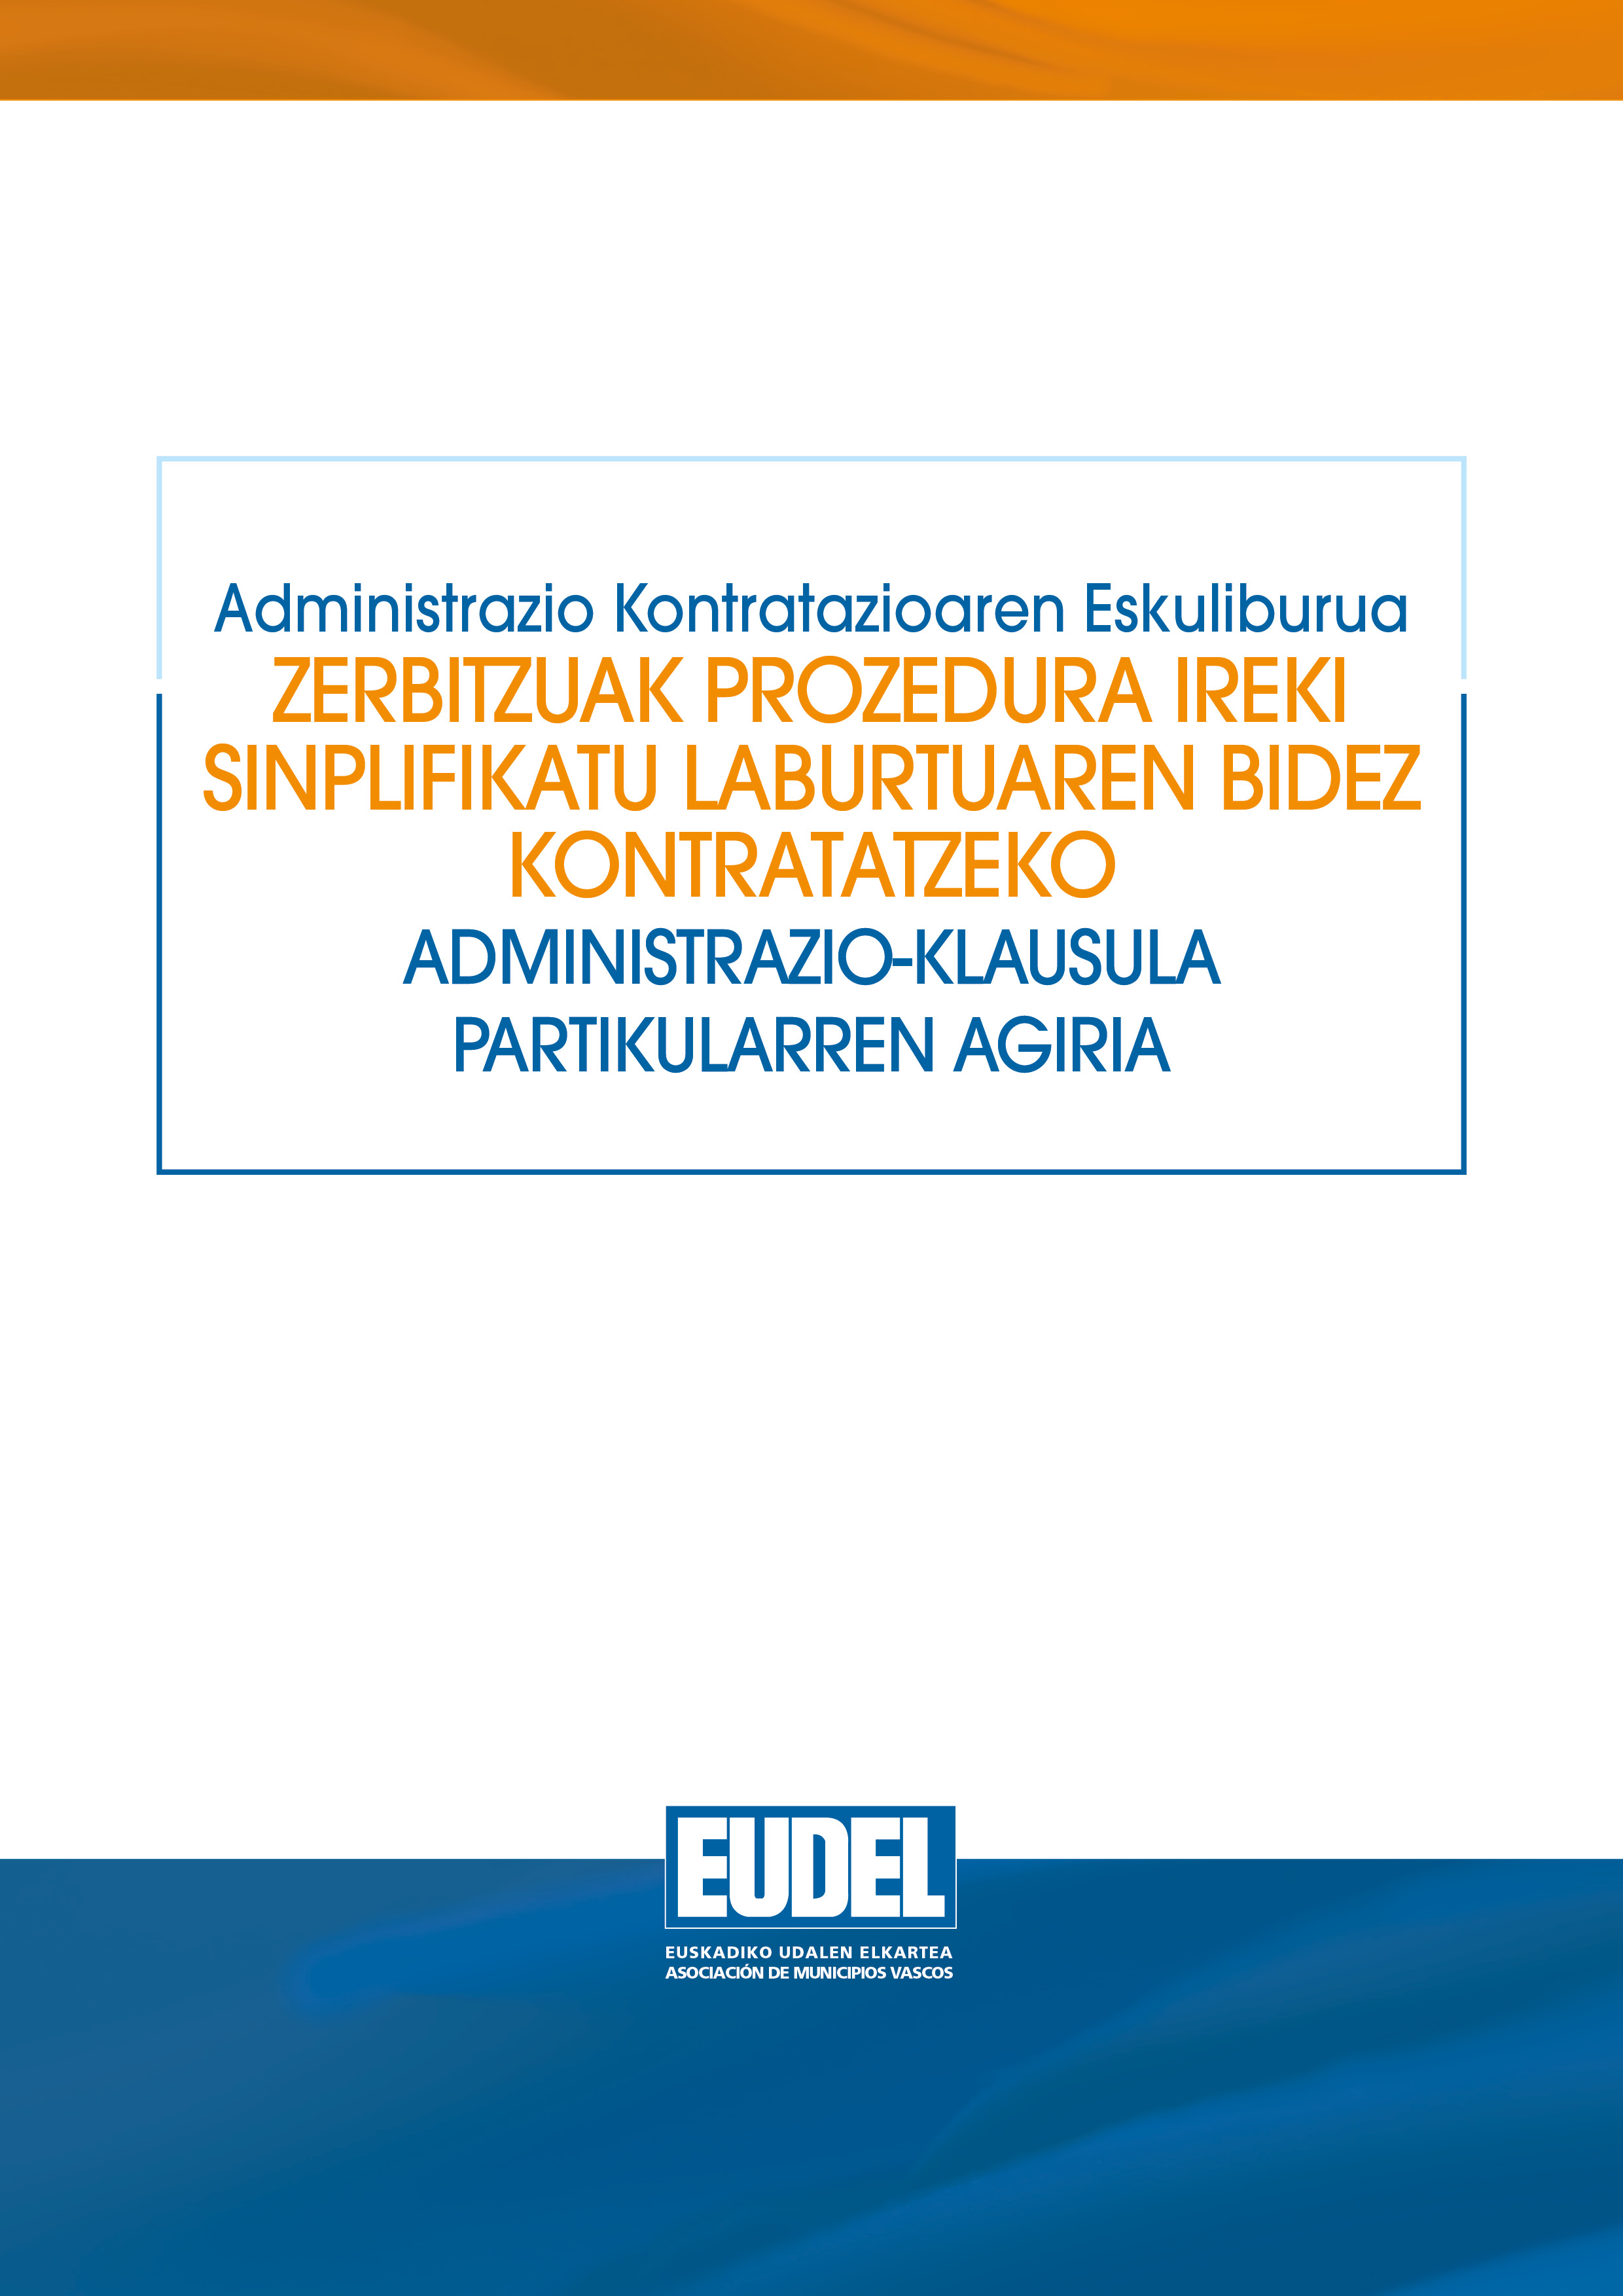 Administrazio Kontratazioaren Eskuliburua
ZERBITZUAK PROZEDURA IREKI
SINPLIFIKATU LABURTUAREN BIDEZ
KONTRATATZEKO
ADMINISTRAZIO-KLAUSULA
PARTIKULARREN AGIRIA
EUDEL
EUSKADIKO UDALEN ELKARTEA
ASOCIACIÓN DE MUNICIPIOS VASCOS